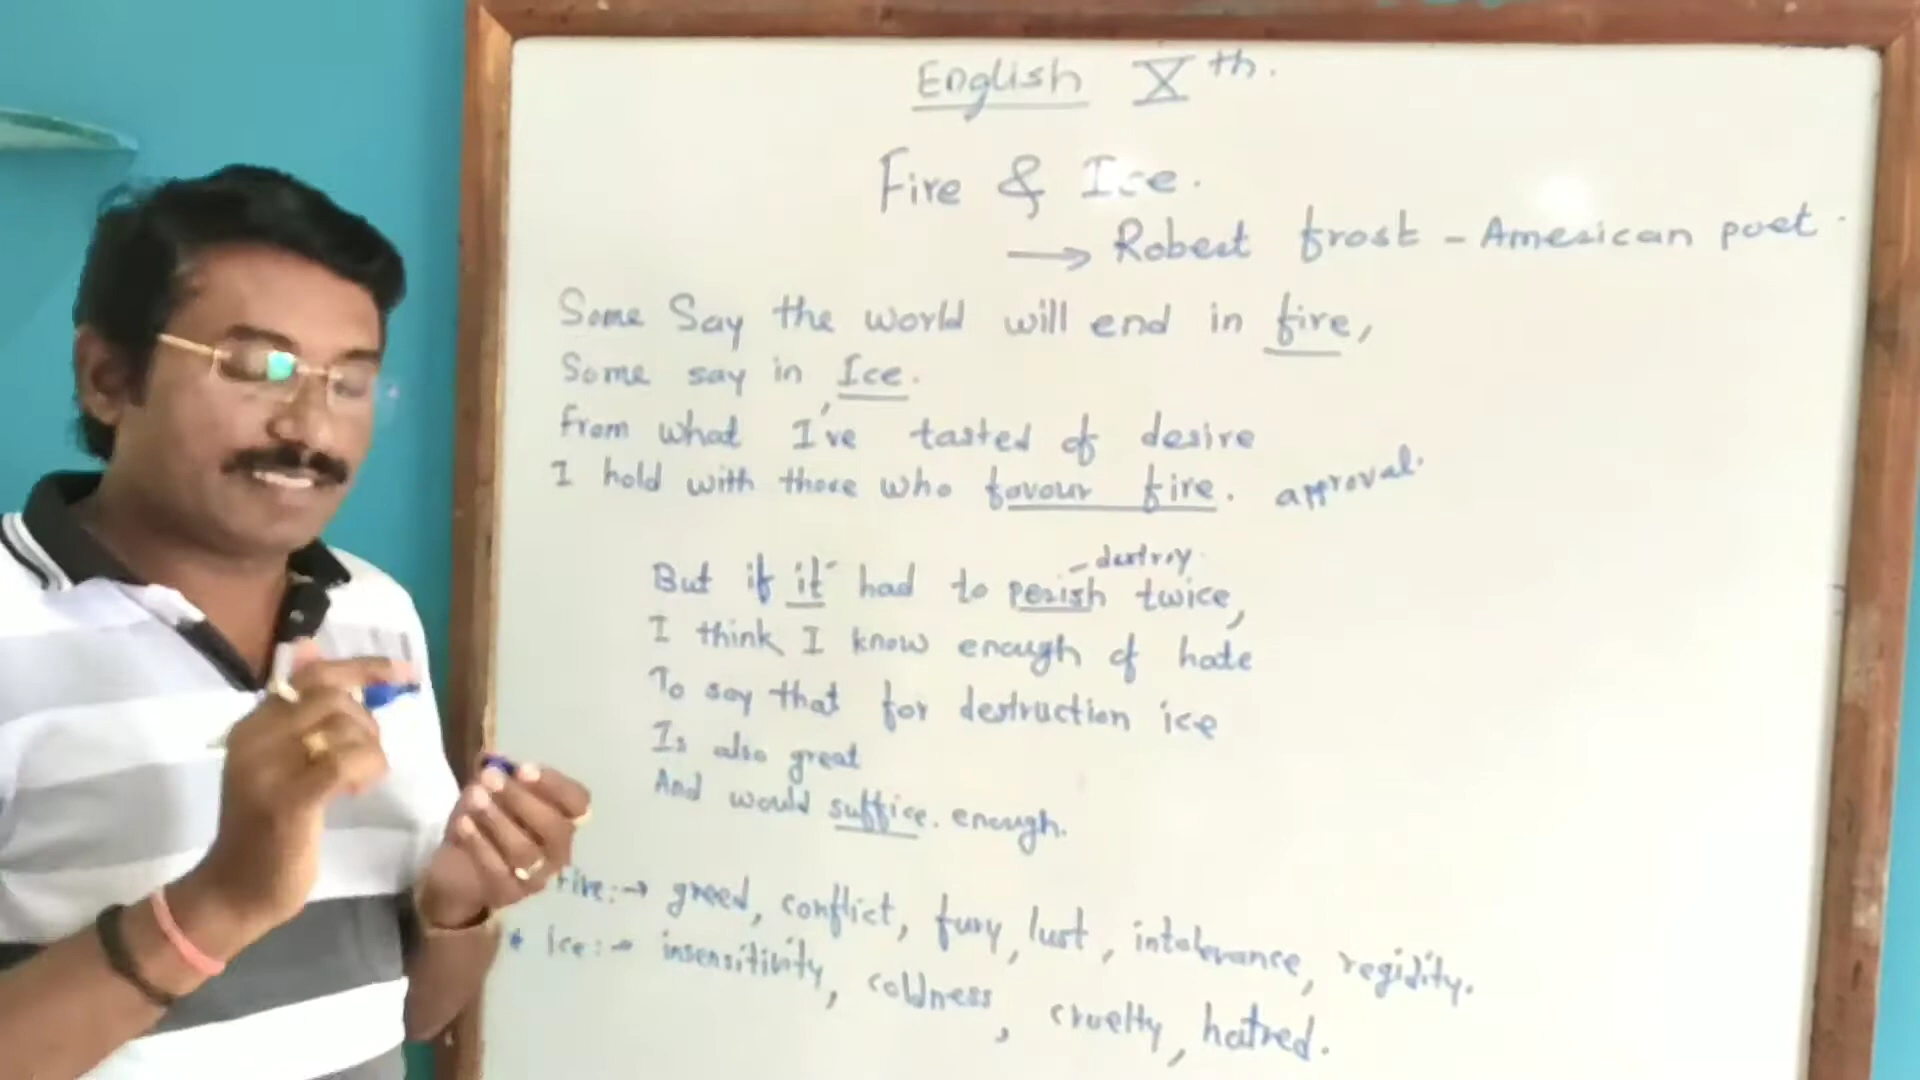 English Xth.
Fire & Ice.
→ Robert frost - American poet.
Some Say the world will end in fire,
Some say in Ice.
From what I've tasted of desire
I hold with those who favour fire. approval.
- destroy.
But if it had to perish twice,
I think I know enough of hate
To say that for destruction ice
Is also great
And would suffice. enough.
Fire:→ greed, conflict, fury, lust, intolerance, regidity.
* ice:→ insensitivity, coldness, cruelty, hatred.